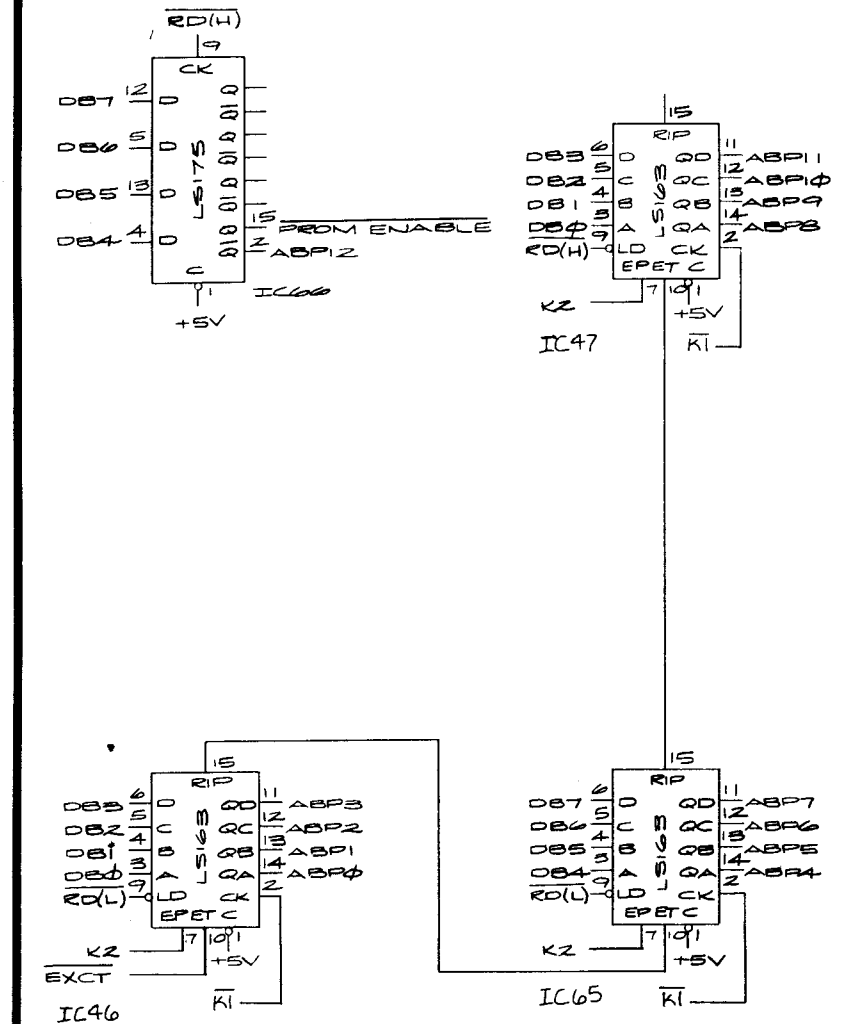 RD(H)
9
CK
DB7 12 D Q
Q
DB6 5 D Q
Q
DB5 13 D Q
Q
DB4 4 D Q 15 PROM ENABLE
Q 2 ABP12
LS175
C
1
IC66
+5V
15
RIP
DB3 6 D QD 11 ABP11
DB2 5 C QC 12 ABP10
DB1 4 B QB 13 ABP9
DB0 3 A QA 14 ABP8
RD(H) 9 LD CK 2
LS163
EP ET C
K2 7 10 1
+5V
IC47 K1
15
RIP
DB3 6 D QD 11 ABP3
DB2 5 C QC 12 ABP2
DB1 4 B QB 13 ABP1
DB0 3 A QA 14 ABP0
RD(L) 9 LD CK 2
LS163
EP ET C
K2 7 10 1
+5V
EXCT
K1
IC46
15
RIP
DB7 6 D QD 11 ABP7
DB6 5 C QC 12 ABP6
DB5 4 B QB 13 ABP5
DB4 3 A QA 14 ABP4
RD(L) 9 LD CK 2
LS163
EP ET C
K2 7 10 1
+5V
IC65 K1